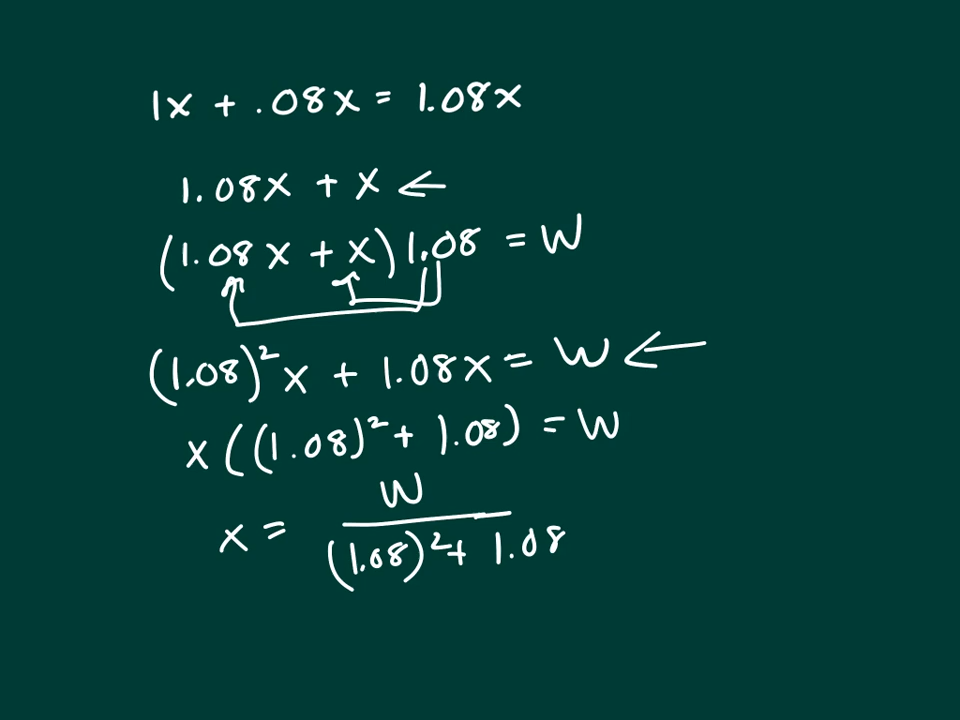 1x + .08x = 1.08x
1.08x + x ←
(1.08x + x)1.08 = W
(1.08)²x + 1.08x = W ←
x((1.08)² + 1.08) = W
x = W
(1.08)² + 1.08